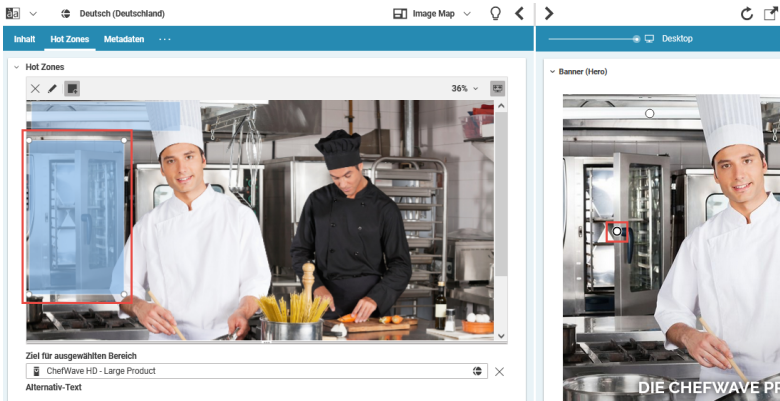 āa Deutsch (Deutschland) Image Map
Inhalt Hot Zones Metadaten ···
Desktop
Hot Zones
Banner (Hero)
36%
DIE CHEFWAVE PR
Ziel für ausgewählten Bereich
ChefWave HD - Large Product
Alternativ-Text